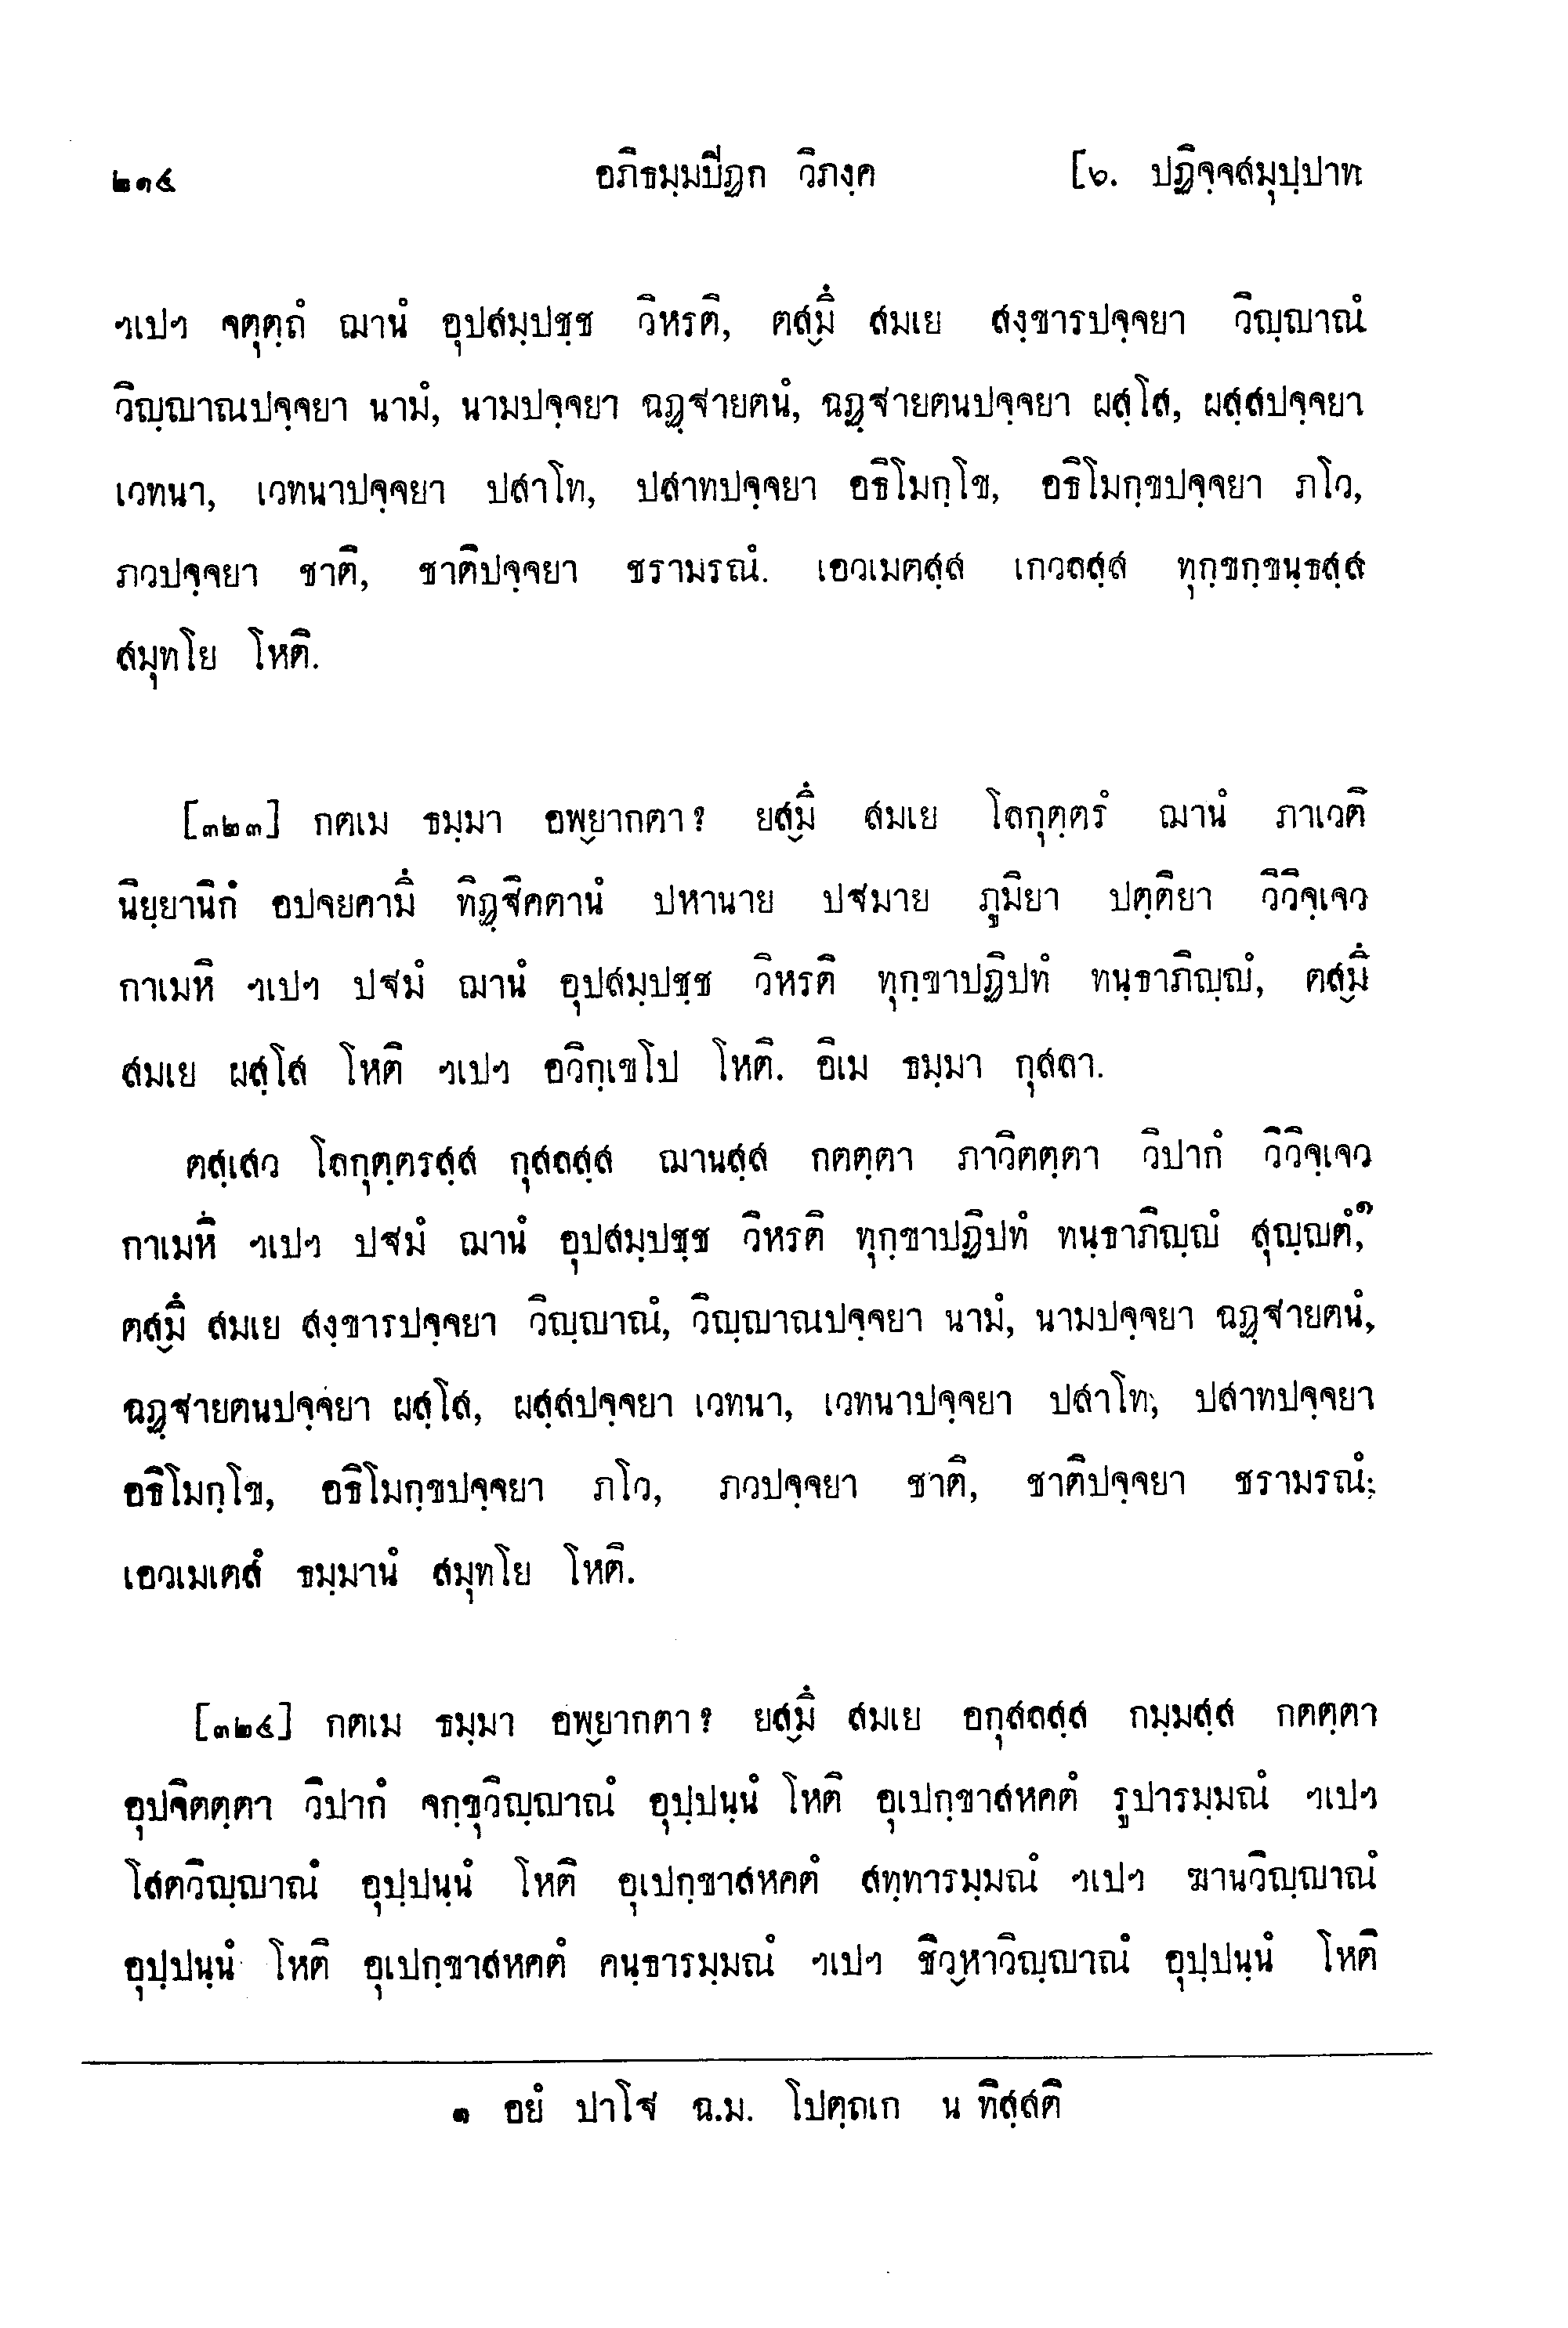 ๒๑๔ อภิธมฺมปิฏก วิภงฺค [๖. ปฏิจฺจสมุปฺปาท
ฯเปฯ จตุตฺถํ ฌานํ อุปสมฺปชฺช วิหรติ, ตสฺมิํ สมเย สงฺขารปจฺจยา วิญฺญาณํ
วิญฺญาณปจฺจยา นามํ, นามปจฺจยา ฉฏฺฐายตนํ, ฉฏฺฐายตนปจฺจยา ผสฺโส, ผสฺสปจฺจยา
เวทนา, เวทนาปจฺจยา ปสาโท, ปสาทปจฺจยา อธิโมกฺโข, อธิโมกฺขปจฺจยา ภโว,
ภวปจฺจยา ชาติ, ชาติปจฺจยา ชรามรณํ. เอวเมตสฺส เกวลสฺส ทุกฺขกฺขนฺธสฺส
สมุทโย โหติ.
[๓๒๓] กตเม ธมฺมา อพฺยากตา? ยสฺมิํ สมเย โลกุตฺตรํ ฌานํ ภาเวติ
นิยฺยานิกํ อปจยคามิํ ทิฏฺฐิคตานํ ปหานาย ปฐมาย ภูมิยา ปตฺติยา วิวิจฺเจว
กาเมหิ ฯเปฯ ปฐมํ ฌานํ อุปสมฺปชฺช วิหรติ ทุกฺขาปฏิปทํ ทนฺธาภิญฺญํ, ตสฺมิํ
สมเย ผสฺโส โหติ ฯเปฯ อวิกฺเขโป โหติ. อิเม ธมฺมา กุสลา.
ตสฺเสว โลกุตฺตรสฺส กุสลสฺส ฌานสฺส กตตฺตา ภาวิตตฺตา วิปากํ วิวิจฺเจว
กาเมหิ ฯเปฯ ปฐมํ ฌานํ อุปสมฺปชฺช วิหรติ ทุกฺขาปฏิปทํ ทนฺธาภิญฺญํ สุญฺญตํ,๑
ตสฺมิํ สมเย สงฺขารปจฺจยา วิญฺญาณํ, วิญฺญาณปจฺจยา นามํ, นามปจฺจยา ฉฏฺฐายตนํ,
ฉฏฺฐายตนปจฺจยา ผสฺโส, ผสฺสปจฺจยา เวทนา, เวทนาปจฺจยา ปสาโท, ปสาทปจฺจยา
อธิโมกฺโข, อธิโมกฺขปจฺจยา ภโว, ภวปจฺจยา ชาติ, ชาติปจฺจยา ชรามรณํ;
เอวเมเตสํ ธมฺมานํ สมุทโย โหติ.
[๓๒๔] กตเม ธมฺมา อพฺยากตา? ยสฺมิํ สมเย อกุสลสฺส กมฺมสฺส กตตฺตา
อุปจิตตฺตา วิปากํ จกฺขุวิญฺญาณํ อุปฺปนฺนํ โหติ อุเปกฺขาสหคตํ รูปารมฺมณํ ฯเปฯ
โสตวิญฺญาณํ อุปฺปนฺนํ โหติ อุเปกฺขาสหคตํ สทฺทารมฺมณํ ฯเปฯ ฆานวิญฺญาณํ
อุปฺปนฺนํ โหติ อุเปกฺขาสหคตํ คนฺธารมฺมณํ ฯเปฯ ชิวฺหาวิญฺญาณํ อุปฺปนฺนํ โหติ
๑ อยํ ปาโฐ ฉ.ม. โปตฺถเก น ทิสฺสติ